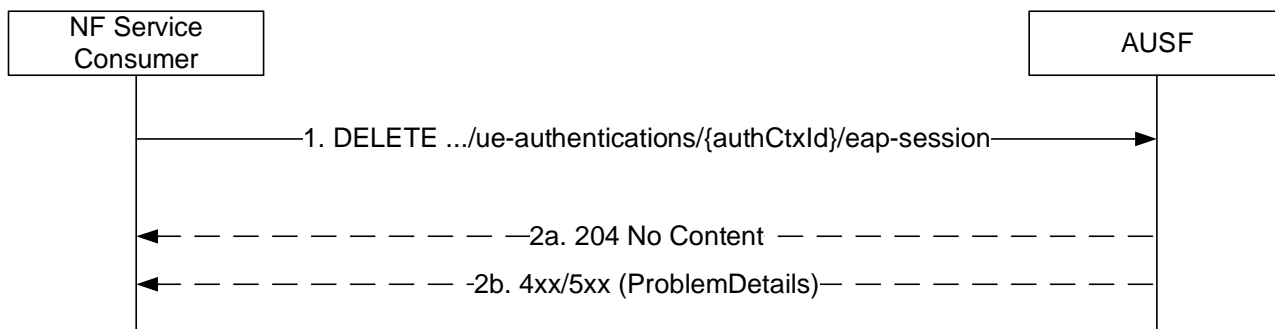 NF Service
Consumer
AUSF
1. DELETE .../ue-authentications/{authCtxId}/eap-session
2a. 204 No Content
2b. 4xx/5xx (ProblemDetails)